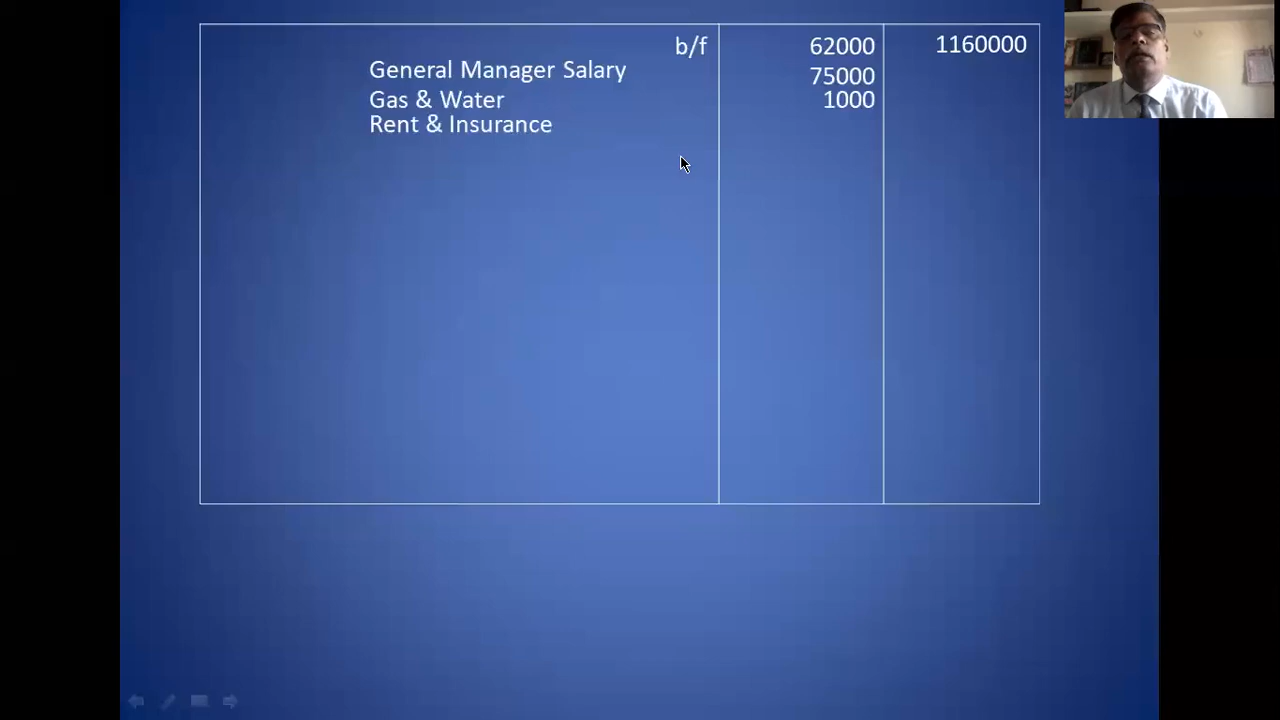 b/f 62000 1160000
General Manager Salary 75000
Gas & Water 1000
Rent & Insurance